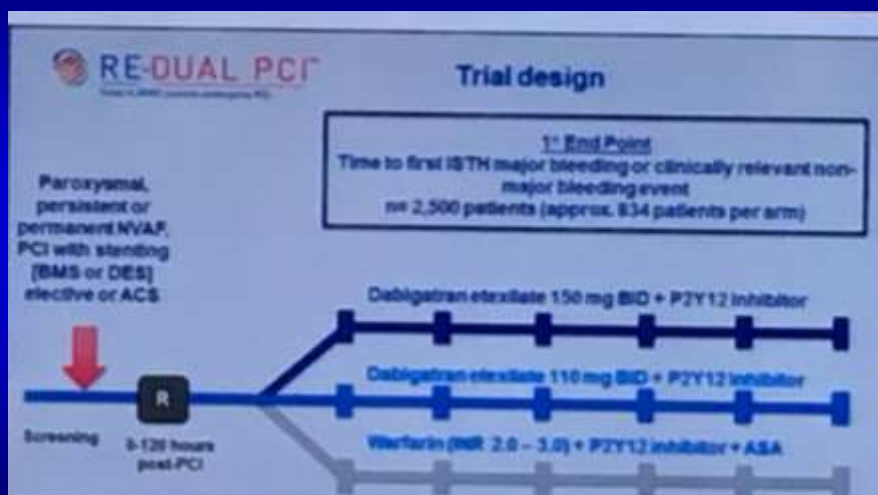 RE-DUAL PCI™
Trial design
1° End Point
Time to first ISTH major bleeding or clinically relevant non-
major bleeding event
n= 2,500 patients (approx. 834 patients per arm)
Paroxysmal,
persistent or
permanent NVAF,
PCI with stenting
[BMS or DES]
elective or ACS
Dabigatran etexilate 150 mg BID + P2Y12 inhibitor
Dabigatran etexilate 110 mg BID + P2Y12 inhibitor
R
Screening
0-120 hours
post-PCI
Warfarin (INR 2.0 – 3.0) + P2Y12 inhibitor + ASA